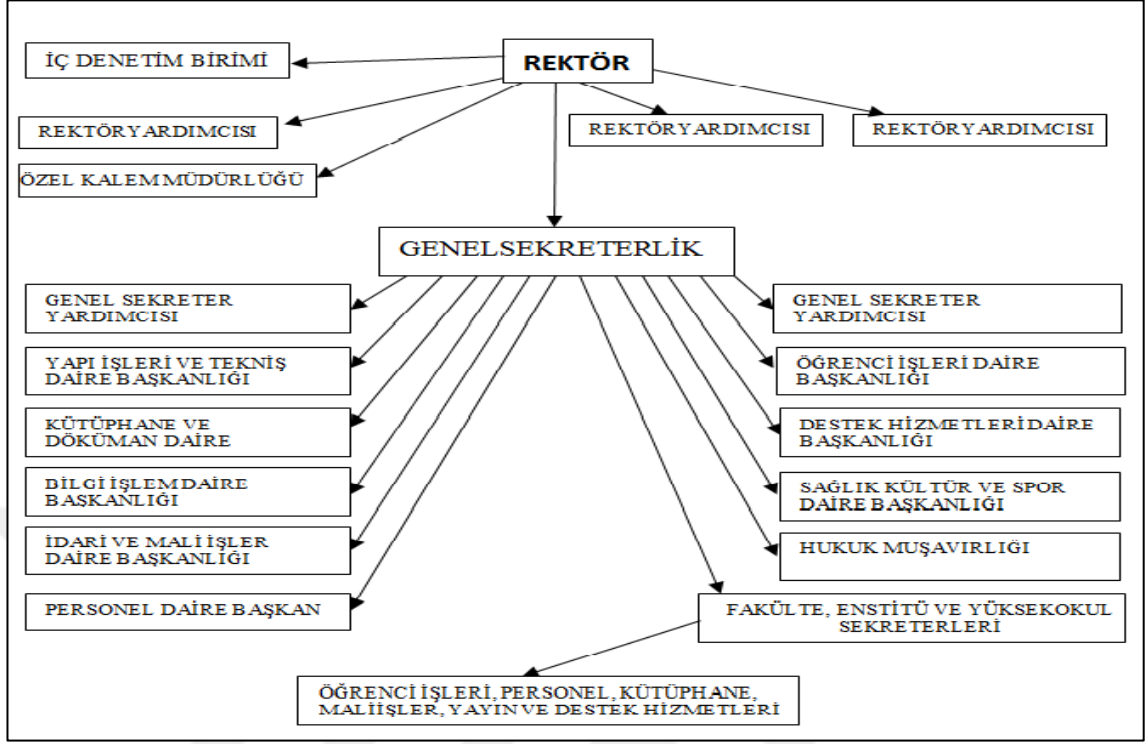 REKTÖR
İÇ DENETİM BİRİMİ
REKTÖRYARDIMCISI
REKTÖRYARDIMCISI
REKTÖRYARDIMCISI
ÖZEL KALEM MÜDÜRLÜĞÜ
GENELSEKRETERLİK
GENEL SEKRETER
YARDIMCISI
YAPI İŞLERİ VE TEKNİŞ
DAİRE BAŞKANLIĞI
KÜTÜPHANE VE
DÖKÜMAN DAİRE
BİLGİ İŞLEM DAİRE
BAŞKANLIĞI
İDARİ VE MALİ İŞLER
DAİRE BAŞKANLIĞI
PERSONEL DAİRE BAŞKAN
GENEL SEKRETER
YARDIMCISI
ÖĞRENCİ İŞLERİ DAİRE
BAŞKANLIĞI
DESTEK HİZMETLERİ DAİRE
BAŞKANLIĞI
SAĞLIK KÜLTÜR VE SPOR
DAİRE BAŞKANLIĞI
HUKUK MUŞAVIRLIĞI
FAKÜLTE, ENSTİTÜ VE YÜKSEKOKUL
SEKRETERLERİ
ÖĞRENCİ İŞLERİ, PERSONEL, KÜTÜPHANE,
MALİ İŞLER, YAYIN VE DESTEK HİZMETLERİ